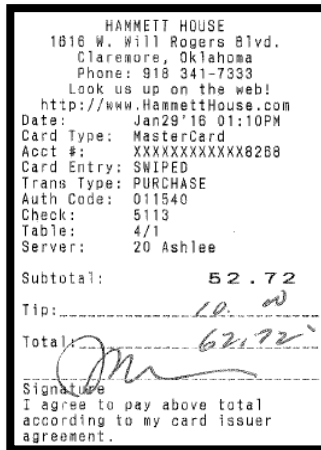 HAMMETT HOUSE
1616 W. Will Rogers Blvd.
Claremore, Oklahoma
Phone: 918 341-7333
Look us up on the web!
http://www.HammettHouse.com
Date: Jan29'16 01:10PM
Card Type: MasterCard
Acct #: XXXXXXXXXXXX8268
Card Entry: SWIPED
Trans Type: PURCHASE
Auth Code: 011540
Check: 5113
Table: 4/1
Server: 20 Ashlee
Subtotal: 52.72
Tip: 10.00
Total: 62.72
Signature
I agree to pay above total
according to my card issuer
agreement.